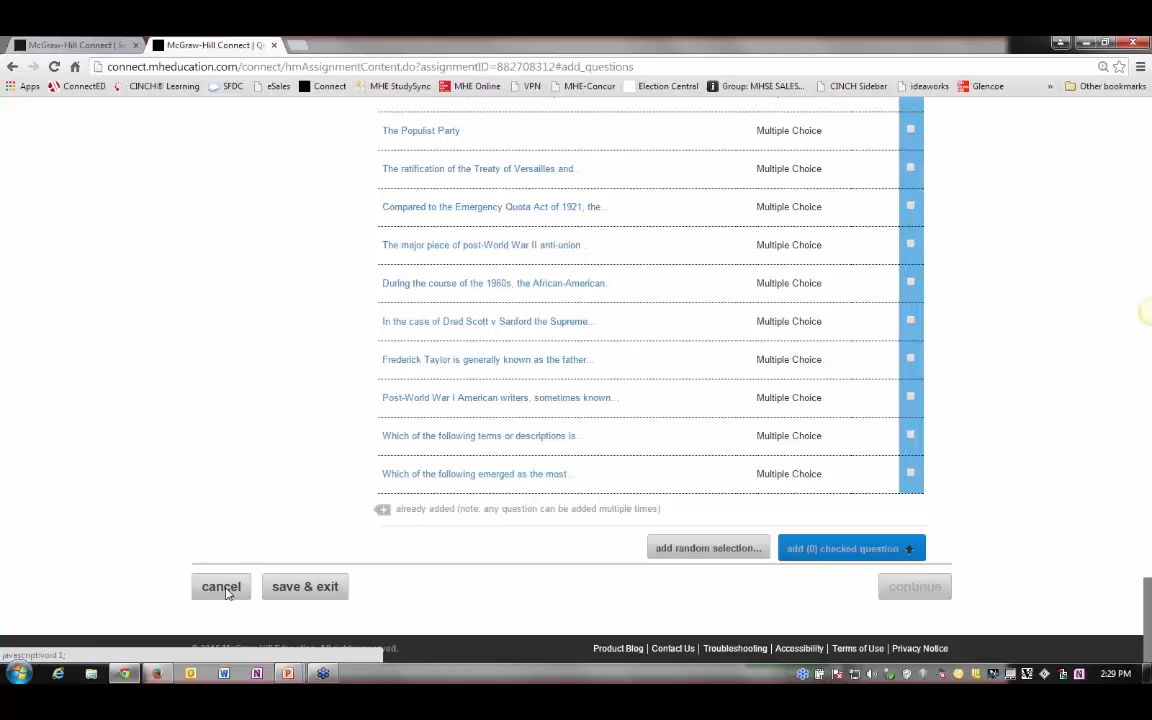 McGraw-Hill Connect | S
McGraw-Hill Connect | Q
connect.mheducation.com/connect/hmAssignmentContent.do?assignmentID=882708312#add_questions
Apps ConnectED CINCH® Learning SFDC eSales Connect MHE StudySync MHE Online VPN MHE-Concur Election Central Group: MHSE SALES... CINCH Sidebar ideaworks Glencoe » Other bookmarks
The Populist Party Multiple Choice
The ratification of the Treaty of Versailles and... Multiple Choice
Compared to the Emergency Quota Act of 1921, the... Multiple Choice
The major piece of post-World War II anti-union... Multiple Choice
During the course of the 1960s, the African-American... Multiple Choice
In the case of Dred Scott v Sanford the Supreme... Multiple Choice
Frederick Taylor is generally known as the father... Multiple Choice
Post-World War I American writers, sometimes known... Multiple Choice
Which of the following terms or descriptions is... Multiple Choice
Which of the following emerged as the most... Multiple Choice
already added (note: any question can be added multiple times)
add random selection... add (0) checked question
cancel save & exit continue
Product Blog | Contact Us | Troubleshooting | Accessibility | Terms of Use | Privacy Notice
javascript:void 1;
2:29 PM